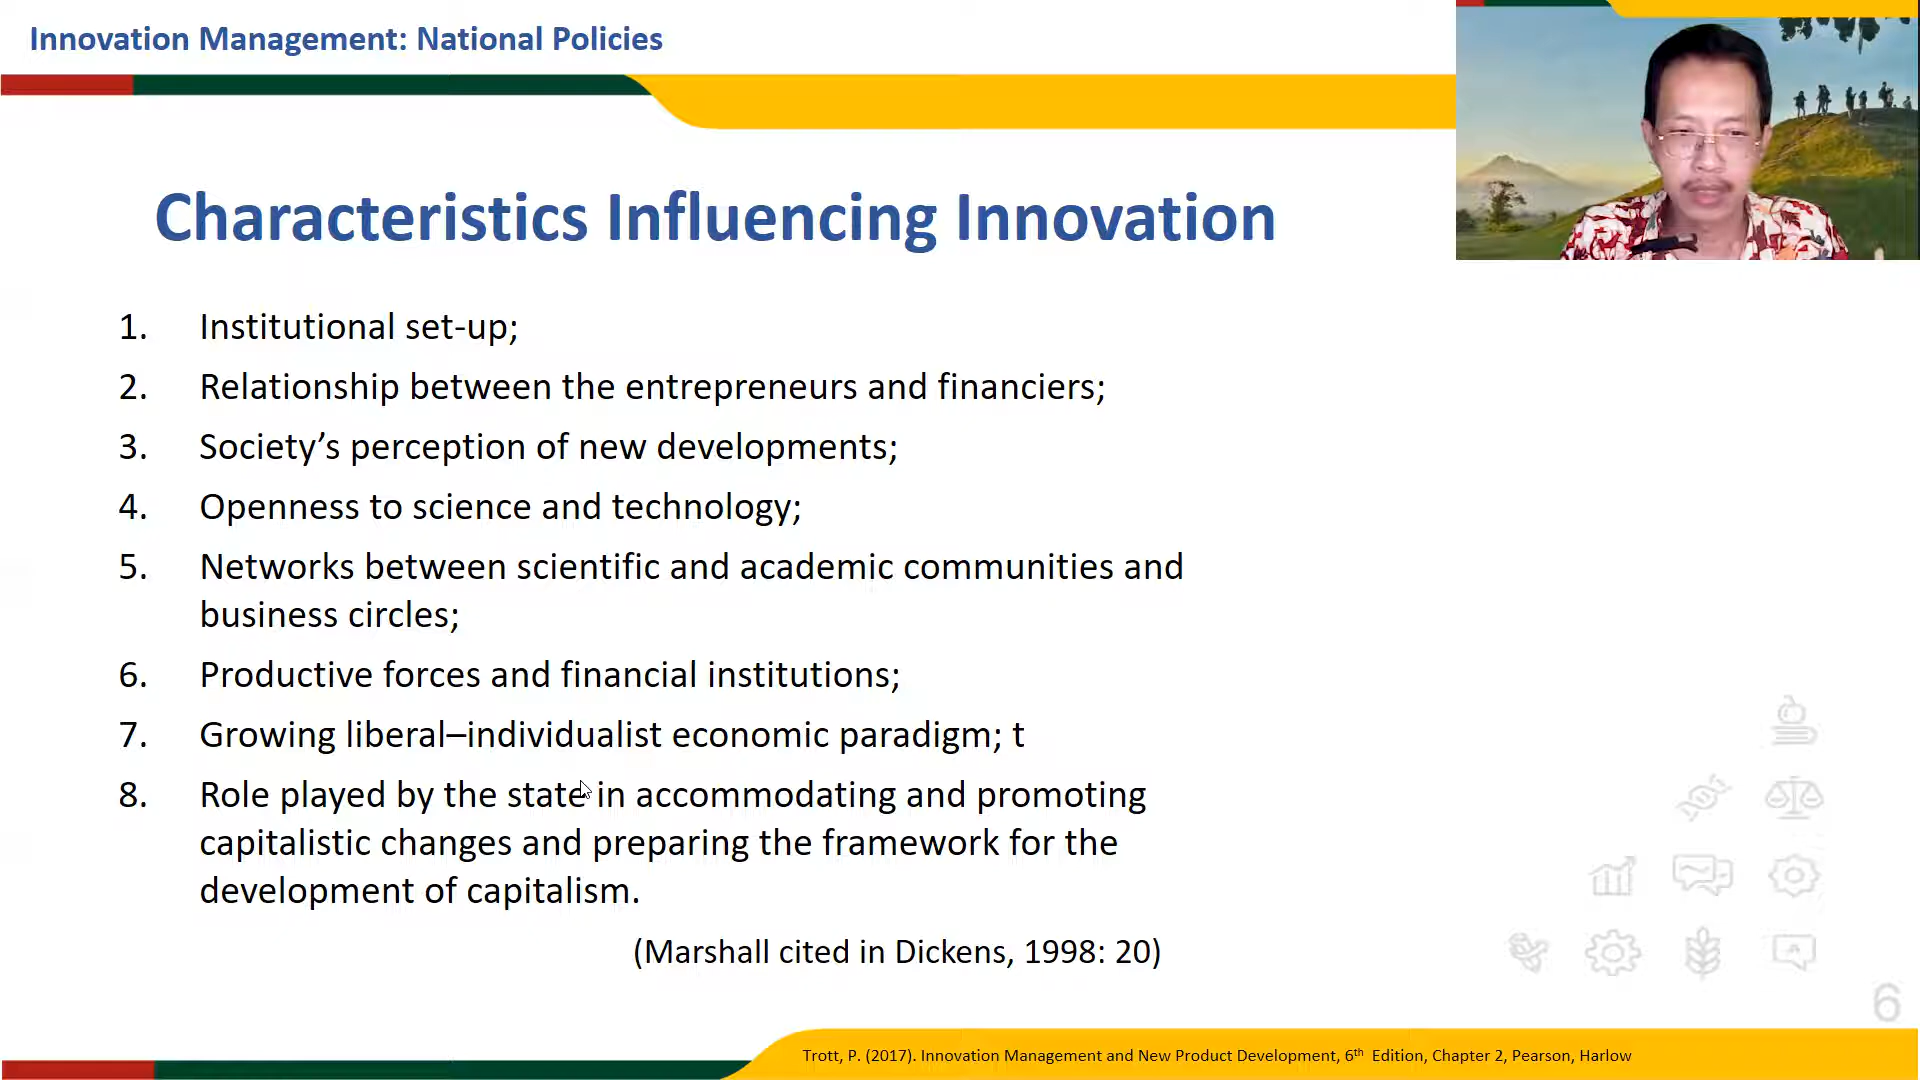 Innovation Management: National Policies
Characteristics Influencing Innovation
1. Institutional set-up;
2. Relationship between the entrepreneurs and financiers;
3. Society’s perception of new developments;
4. Openness to science and technology;
5. Networks between scientific and academic communities and
business circles;
6. Productive forces and financial institutions;
7. Growing liberal–individualist economic paradigm; t
8. Role played by the state in accommodating and promoting
capitalistic changes and preparing the framework for the
development of capitalism.
(Marshall cited in Dickens, 1998: 20)
6
Trott, P. (2017). Innovation Management and New Product Development, 6th Edition, Chapter 2, Pearson, Harlow